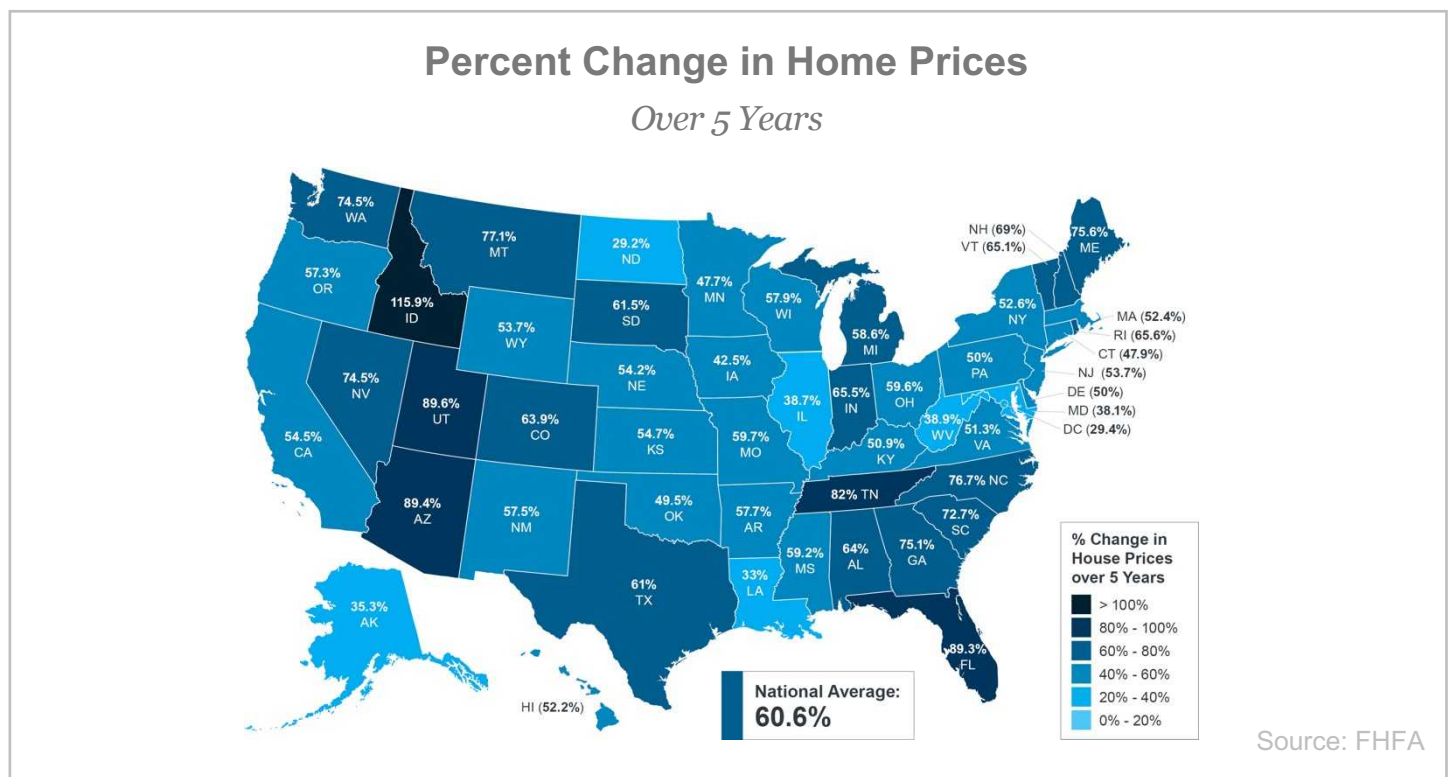 Percent Change in Home Prices
Over 5 Years
74.5%
WA
57.3%
OR
115.9%
ID
77.1%
MT
29.2%
ND
47.7%
MN
57.9%
WI
61.5%
SD
53.7%
WY
58.6%
MI
NH (69%)
VT (65.1%)
75.6%
ME
52.6%
NY
MA (52.4%)
RI (65.6%)
CT (47.9%)
NJ (53.7%)
DE (50%)
MD (38.1%)
DC (29.4%)
50%
PA
42.5%
IA
54.2%
NE
74.5%
NV
89.6%
UT
63.9%
CO
54.5%
CA
54.7%
KS
59.7%
MO
38.7%
IL
65.5%
IN
59.6%
OH
38.9%
WV
51.3%
VA
50.9%
KY
89.4%
AZ
57.5%
NM
49.5%
OK
57.7%
AR
82% TN
76.7% NC
72.7%
SC
59.2%
MS
64%
AL
75.1%
GA
61%
TX
33%
LA
89.3%
FL
35.3%
AK
HI (52.2%)
National Average:
60.6%
% Change in
House Prices
over 5 Years
> 100%
80% - 100%
60% - 80%
40% - 60%
20% - 40%
0% - 20%
Source: FHFA